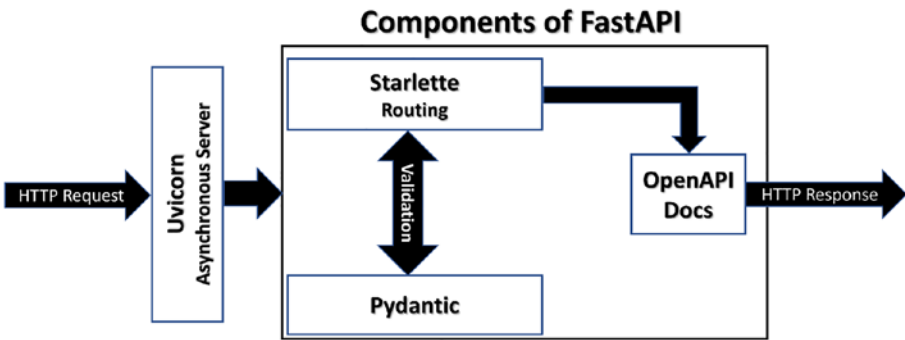 Components of FastAPI
HTTP Request
Uvicorn
Asynchronous Server
Starlette
Routing
Validation
Pydantic
OpenAPI
Docs
HTTP Response